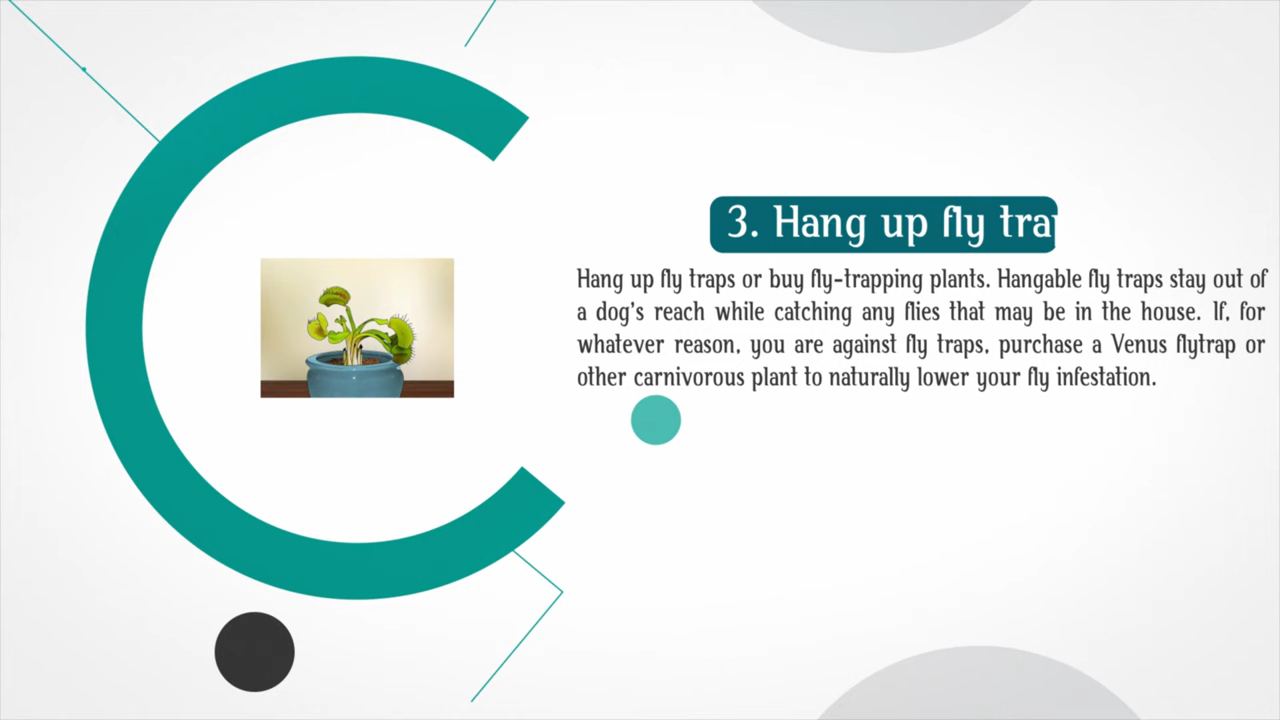 3. Hang up fly tra
Hang up fly traps or buy fly-trapping plants. Hangable fly traps stay out of
a dog's reach while catching any flies that may be in the house. If, for
whatever reason, you are against fly traps, purchase a Venus flytrap or
other carnivorous plant to naturally lower your fly infestation.